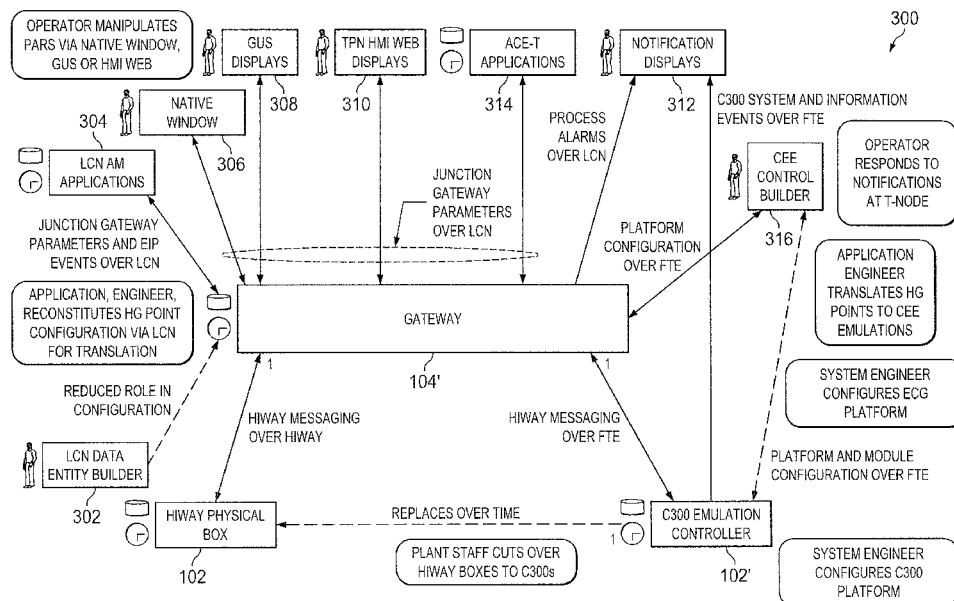 300
OPERATOR MANIPULATES
PARS VIA NATIVE WINDOW,
GUS OR HMI WEB
GUS
DISPLAYS
308
TPN HMI WEB
DISPLAYS
310
ACE-T
APPLICATIONS
314
NOTIFICATION
DISPLAYS
312
NATIVE
WINDOW
306
304
LCN AM
APPLICATIONS
PROCESS
ALARMS
OVER LCN
C300 SYSTEM AND INFORMATION
EVENTS OVER FTE
CEE
CONTROL
BUILDER
316
OPERATOR
RESPONDS TO
NOTIFICATIONS
AT T-NODE
JUNCTION GATEWAY
PARAMETERS AND EIP
EVENTS OVER LCN
JUNCTION
GATEWAY
PARAMETERS
OVER LCN
PLATFORM
CONFIGURATION
OVER FTE
APPLICATION, ENGINEER,
RECONSTITUTES HG POINT
CONFIGURATION VIA LCN
FOR TRANSLATION
GATEWAY
104'
1
1
APPLICATION
ENGINEER
TRANSLATES HG
POINTS TO CEE
EMULATIONS
REDUCED ROLE IN
CONFIGURATION
HIWAY MESSAGING
OVER HIWAY
HIWAY MESSAGING
OVER FTE
SYSTEM ENGINEER
CONFIGURES ECG
PLATFORM
LCN DATA
ENTITY BUILDER
302
PLATFORM AND MODULE
CONFIGURATION OVER FTE
HIWAY PHYSICAL
BOX
102
REPLACES OVER TIME
1
C300 EMULATION
CONTROLLER
102'
PLANT STAFF CUTS OVER
HIWAY BOXES TO C300s
SYSTEM ENGINEER
CONFIGURES C300
PLATFORM